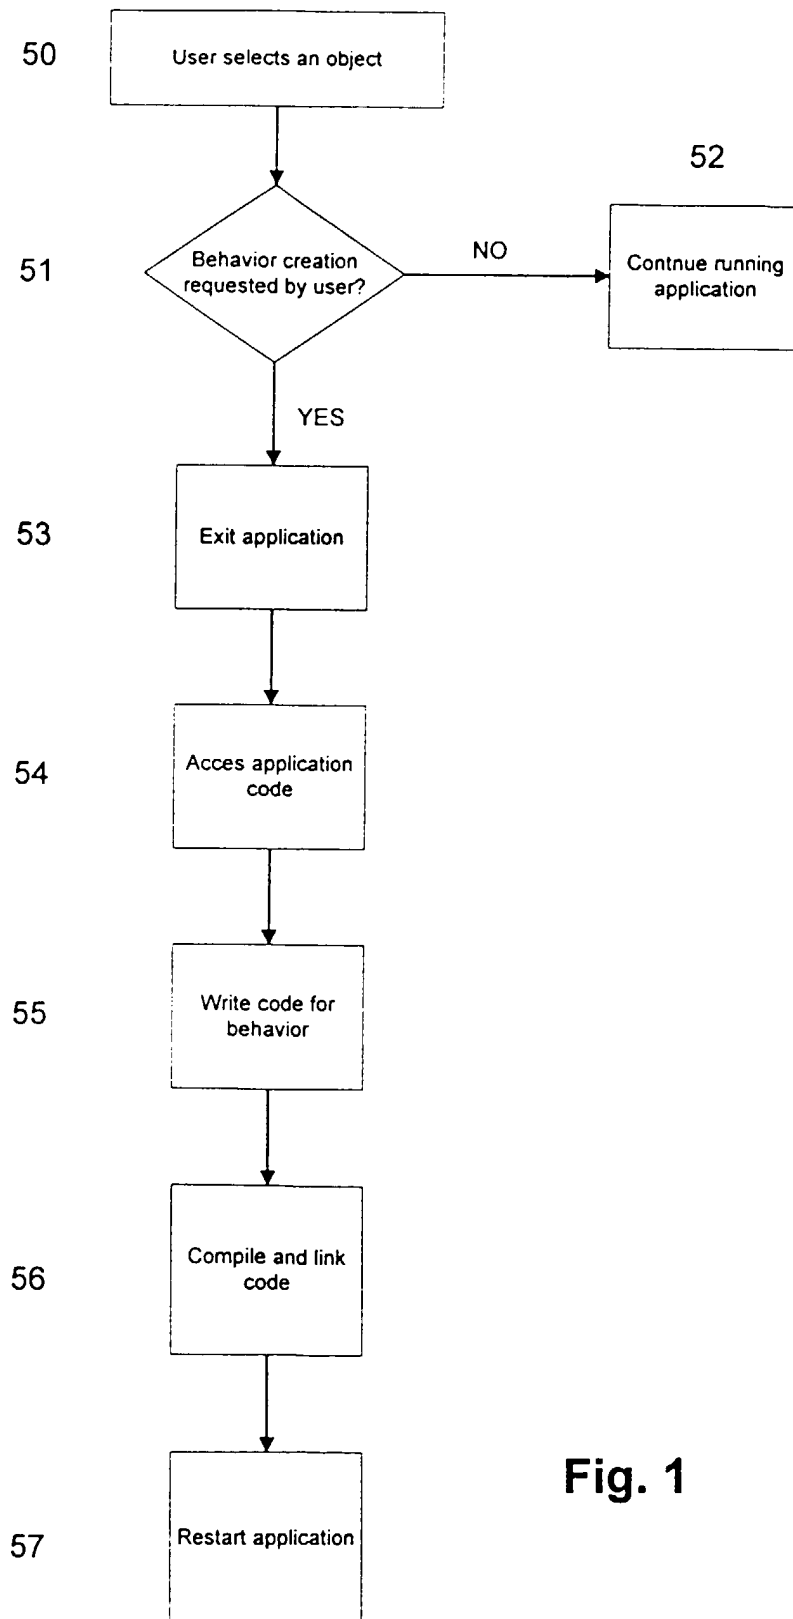 50
User selects an object
52
51
Behavior creation
requested by user?
NO
Contnue running
application
YES
53
Exit application
54
Acces application
code
55
Write code for
behavior
56
Compile and link
code
Fig. 1
57
Restart application